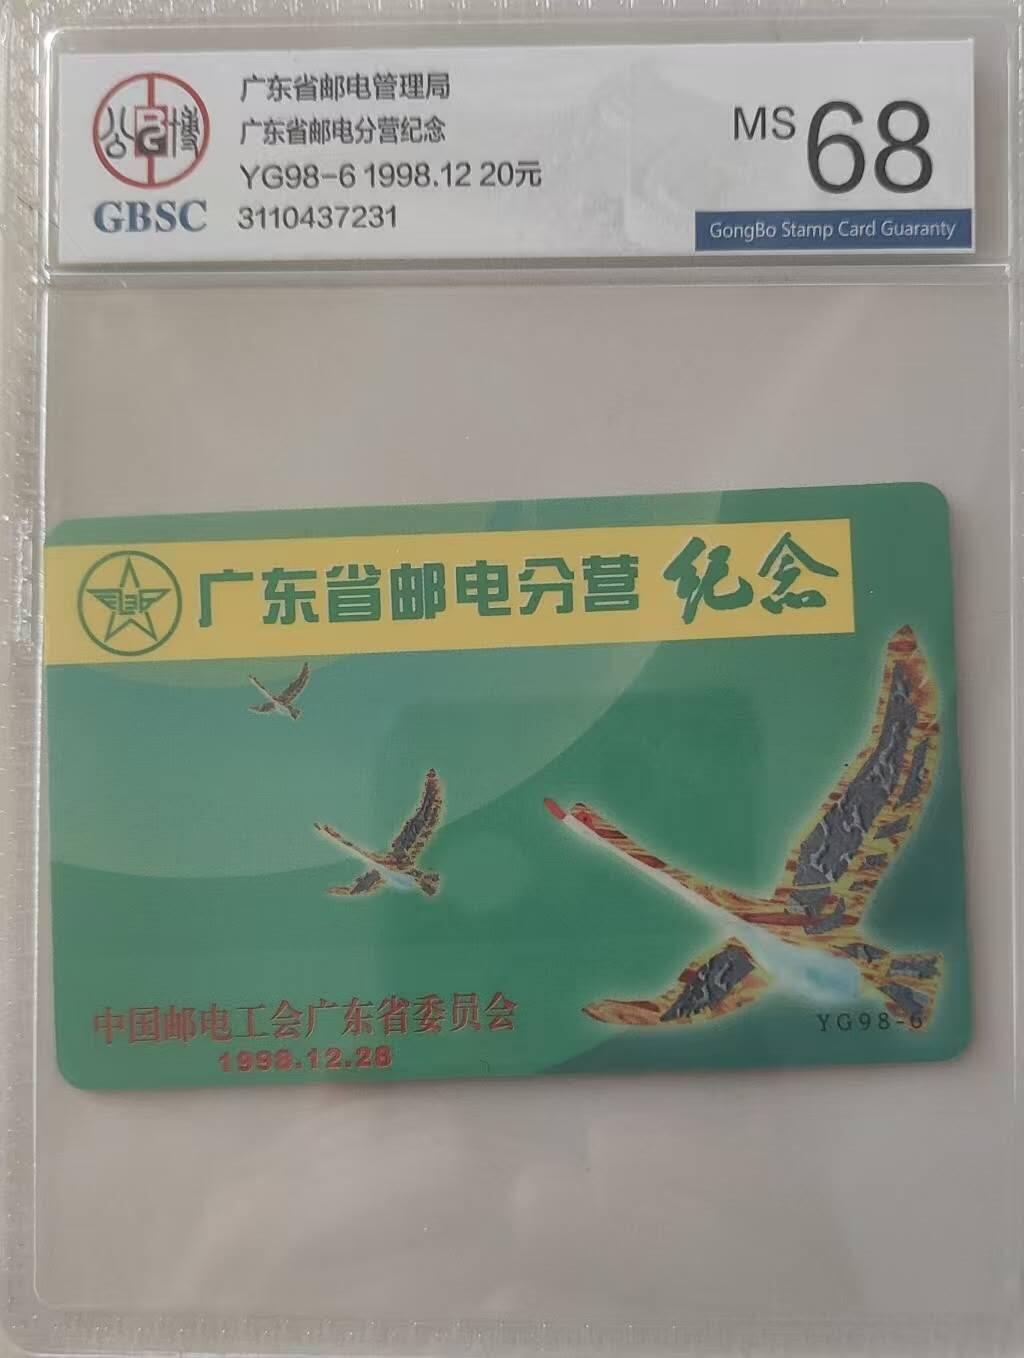 广东省邮电管理局
广东省邮电分营纪念
YG98-6 1998.12 20元
3110437231
公博
BG
GBSC
MS 68
GongBo Stamp Card Guaranty
广东省邮电分营纪念
中国邮电工会广东省委员会
1998.12.28
YG98-6